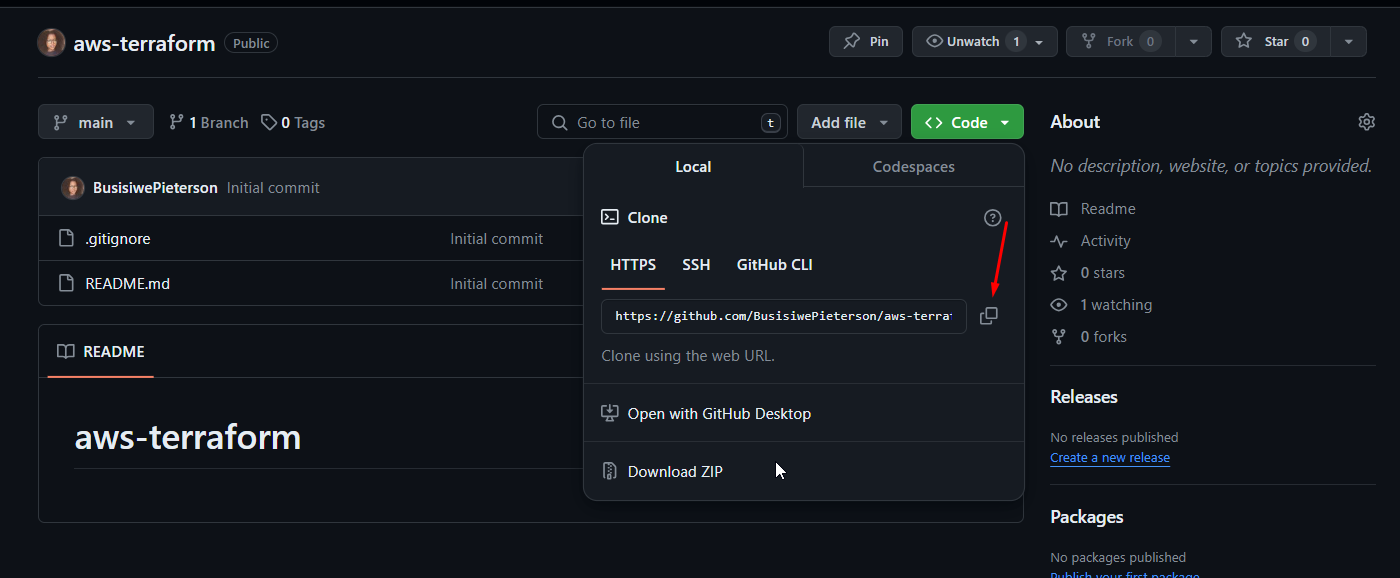 aws-terraform Public Pin Unwatch 1 Fork 0 Star 0
main 1 Branch 0 Tags Go to file t Add file Code
BusisiwePieterson Initial commit
.gitignore Initial commit
README.md Initial commit
README
aws-terraform
Local Codespaces
Clone
HTTPS SSH GitHub CLI
https://github.com/BusisiwePieterson/aws-terra
Clone using the web URL.
Open with GitHub Desktop
Download ZIP
About
No description, website, or topics provided.
Readme
Activity
0 stars
1 watching
0 forks
Releases
No releases published
Create a new release
Packages
No packages published
Publish your first package